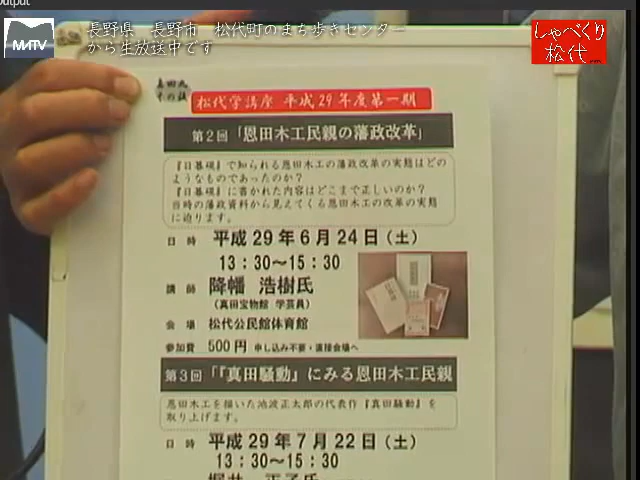 Output
長野県　長野市　松代町のまち歩きセンター
から生放送中です
MATV
しゃべくり
松代
松代学講座 平成29年度第一期
第2回「恩田木工民親の藩政改革」
『日暮硯』で知られる恩田木工の藩政改革の実態はどの
ようなものであったのか？
『日暮硯』に書かれた内容はどこまで正しいのか？
当時の藩政資料から見えてくる恩田木工の改革の実態
に迫ります。
日 時 平成29年6月24日（土）
13：30～15：30
講 師 降幡 浩樹氏
（真田宝物館 学芸員）
会 場 松代公民館体育館
参加費 500円 申し込み不要・直接会場へ
第3回「『真田騒動』にみる恩田木工民親
恩田木工を描いた池波正太郎の代表作『真田騒動』を
取り上げます。
日 時 平成29年7月22日（土）
13：30～15：30